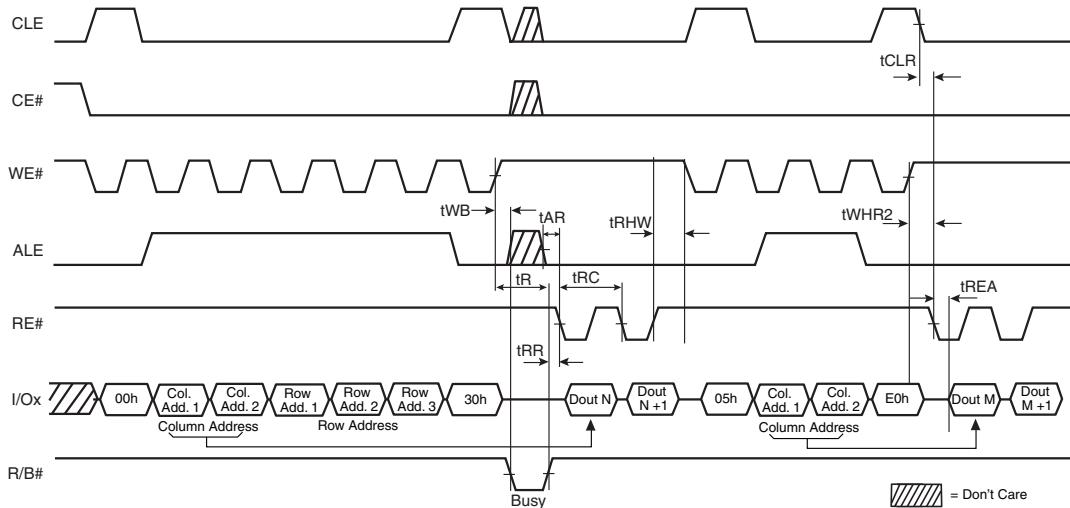 CLE
tCLR
CE#
WE#
tWB
tAR
tRHW
tWHR2
ALE
tR
tRC
tREA
RE#
tRR
I/Ox
00h
Col. Add. 1
Col. Add. 2
Row Add. 1
Row Add. 2
Row Add. 3
30h
Dout N
Dout N +1
05h
Col. Add. 1
Col. Add. 2
E0h
Dout M
Dout M +1
Column Address
Row Address
Column Address
R/B#
Busy
= Don't Care